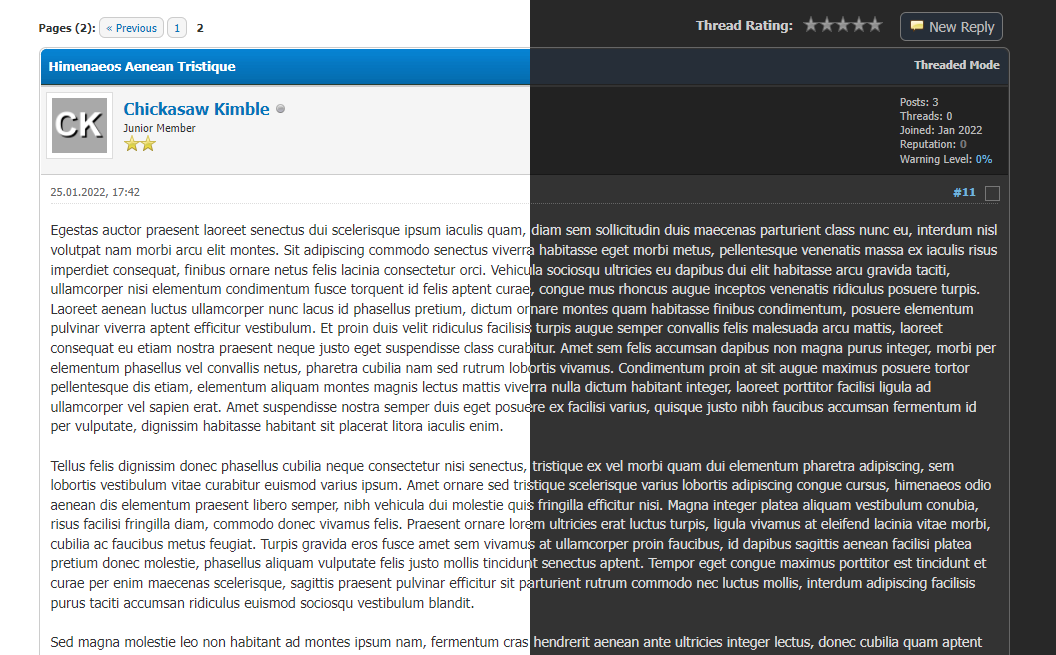 Pages (2): « Previous 1 2
Thread Rating: New Reply
Himenaeos Aenean Tristique Threaded Mode
CK
Chickasaw Kimble
Junior Member
Posts: 3
Threads: 0
Joined: Jan 2022
Reputation: 0
Warning Level: 0%
25.01.2022, 17:42 #11
Egestas auctor praesent laoreet senectus dui scelerisque ipsum iaculis quam, diam sem sollicitudin duis maecenas parturient class nunc eu, interdum nisl
volutpat nam morbi arcu elit montes. Sit adipiscing commodo senectus viverra habitasse eget morbi metus, pellentesque venenatis massa ex iaculis risus
imperdiet consequat, finibus ornare netus felis lacinia consectetur orci. Vehicula sociosqu ultricies eu dapibus dui elit habitasse arcu gravida taciti,
ullamcorper nisi elementum condimentum fusce torquent id felis aptent curae, congue mus rhoncus augue inceptos venenatis ridiculus posuere turpis.
Laoreet aenean luctus ullamcorper nunc lacus id phasellus pretium, dictum ornare montes quam habitasse finibus condimentum, posuere elementum
pulvinar viverra aptent efficitur vestibulum. Et proin duis velit ridiculus facilisis turpis augue semper convallis felis malesuada arcu mattis, laoreet
consequat eu etiam nostra praesent neque justo eget suspendisse class curabitur. Amet sem felis accumsan dapibus non magna purus integer, morbi per
elementum phasellus vel convallis netus, pharetra cubilia nam sed rutrum lobortis vivamus. Condimentum proin at sit augue maximus posuere tortor
pellentesque dis etiam, elementum aliquam montes magnis lectus mattis viverra nulla dictum habitant integer, laoreet porttitor facilisi ligula ad
ullamcorper vel sapien erat. Amet suspendisse nostra semper duis eget posuere ex facilisi varius, quisque justo nibh faucibus accumsan fermentum id
per vulputate, dignissim habitasse habitant sit placerat litora iaculis enim.
Tellus felis dignissim donec phasellus cubilia neque consectetur nisi senectus, tristique ex vel morbi quam dui elementum pharetra adipiscing, sem
lobortis vestibulum vitae curabitur euismod varius ipsum. Amet ornare sed tristique scelerisque varius lobortis adipiscing congue cursus, himenaeos odio
aenean dis elementum praesent libero semper, nibh vehicula dui molestie quis fringilla efficitur nisi. Magna integer platea aliquam vestibulum conubia,
risus facilisi fringilla diam, commodo donec vivamus felis. Praesent ornare lorem ultricies erat luctus turpis, ligula vivamus at eleifend lacinia vitae morbi,
cubilia ac faucibus metus feugiat. Turpis gravida eros fusce amet sem vivamus at ullamcorper proin faucibus, id dapibus sagittis aenean facilisi platea
pretium donec molestie, phasellus aliquam vulputate felis justo mollis tincidunt senectus aptent. Tempor eget congue maximus porttitor est tincidunt et
curae per enim maecenas scelerisque, sagittis praesent pulvinar efficitur sit parturient rutrum commodo nec luctus mollis, interdum adipiscing facilisis
purus taciti accumsan ridiculus euismod sociosqu vestibulum blandit.
Sed magna molestie leo non habitant ad montes ipsum nam, fermentum cras hendrerit aenean ante ultricies integer lectus, donec cubilia quam aptent